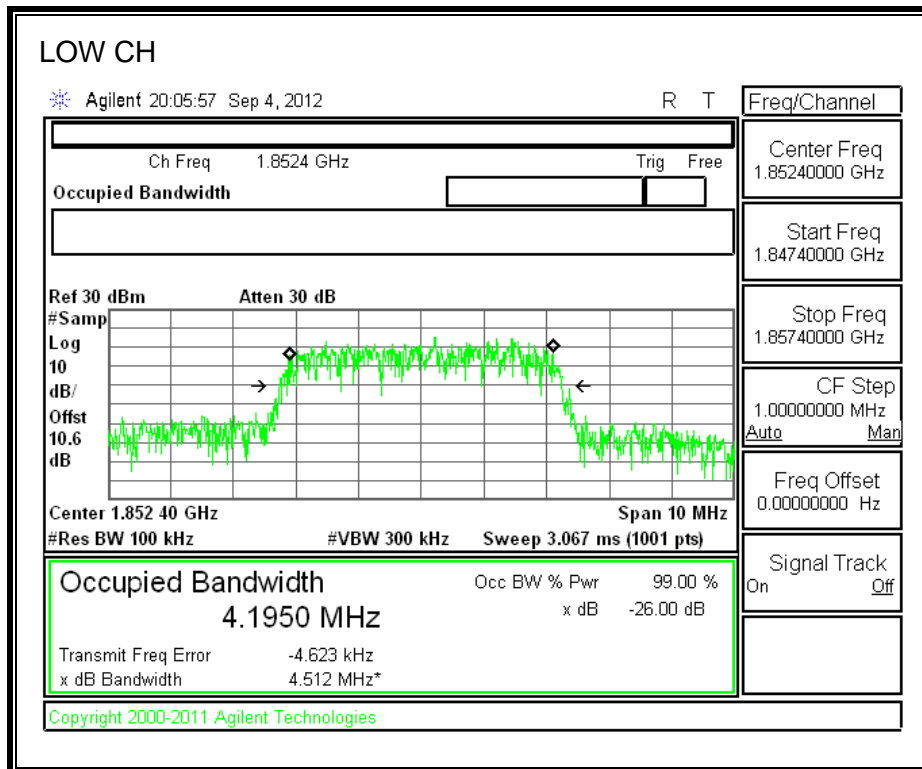 LOW CH
Agilent 20:05:57 Sep 4, 2012 R T
Ch Freq 1.8524 GHz Trig Free
Occupied Bandwidth
Ref 30 dBm Atten 30 dB
#Samp
Log
10
dB/
Offst
10.6
dB
Center 1.852 40 GHz Span 10 MHz
#Res BW 100 kHz #VBW 300 kHz Sweep 3.067 ms (1001 pts)
Occupied Bandwidth
4.1950 MHz
Occ BW % Pwr 99.00 %
x dB -26.00 dB
Transmit Freq Error -4.623 kHz
x dB Bandwidth 4.512 MHz*
Copyright 2000-2011 Agilent Technologies
Freq/Channel
Center Freq
1.85240000 GHz
Start Freq
1.84740000 GHz
Stop Freq
1.85740000 GHz
CF Step
1.00000000 MHz
Auto Man
Freq Offset
0.00000000 Hz
Signal Track
On Off